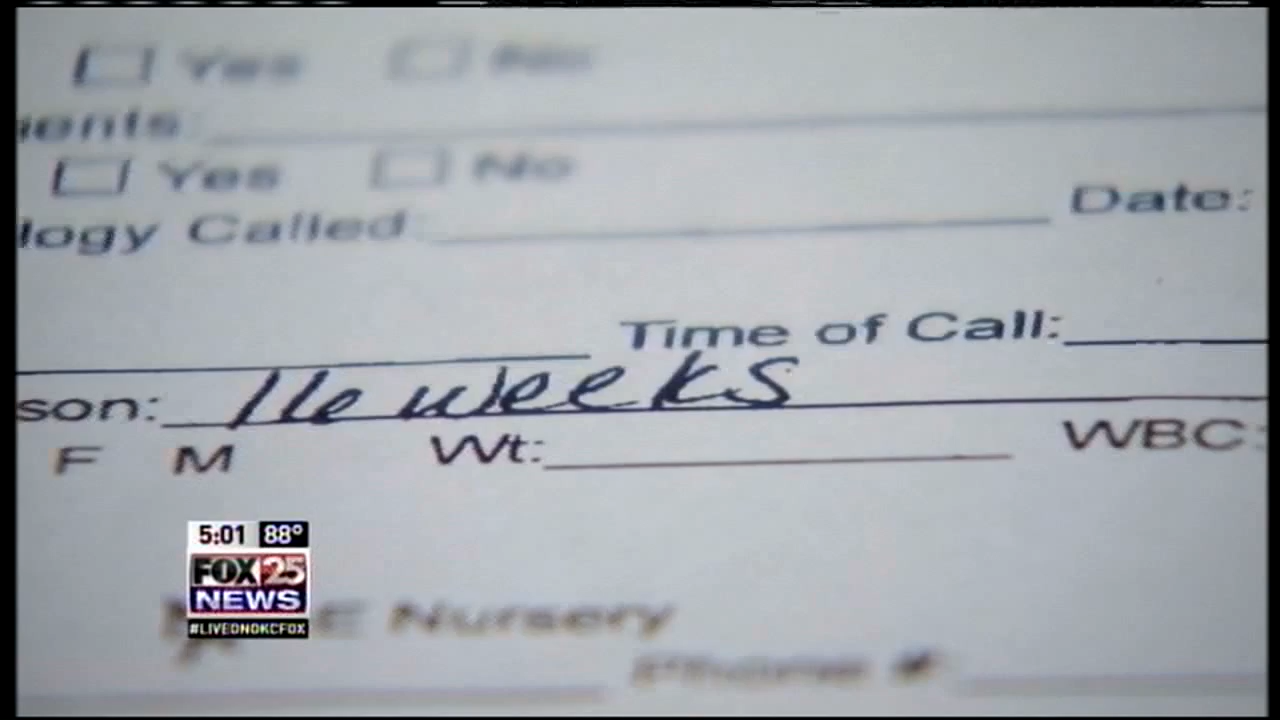 Yes No
ments:
Yes No
logy Called: Date:
Time of Call:
son: 16 weeks
F M Wt: WBC:
5:01 88°
FOX 25
NEWS
#LIVEONOKCFOX
Nursery
Phone #: